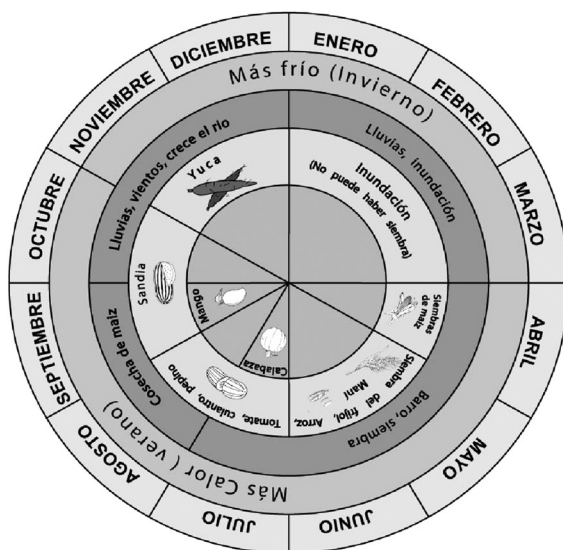 ENERO
FEBRERO
MARZO
ABRIL
MAYO
JUNIO
JULIO
AGOSTO
SEPTIEMBRE
OCTUBRE
NOVIEMBRE
DICIEMBRE
Más frío (Invierno)
Más Calor ( verano)
Lluvias, inundación
Barro, siembra
Cosecha de maíz
Lluvias, vientos, crece el rio
Inundación
(No puede haber siembra)
Siembras
de maíz
Siembra del frijol,
Maní
Arroz,
Tomate, culantro, pepino
Sandia
Yuca
Mango
Calabaza